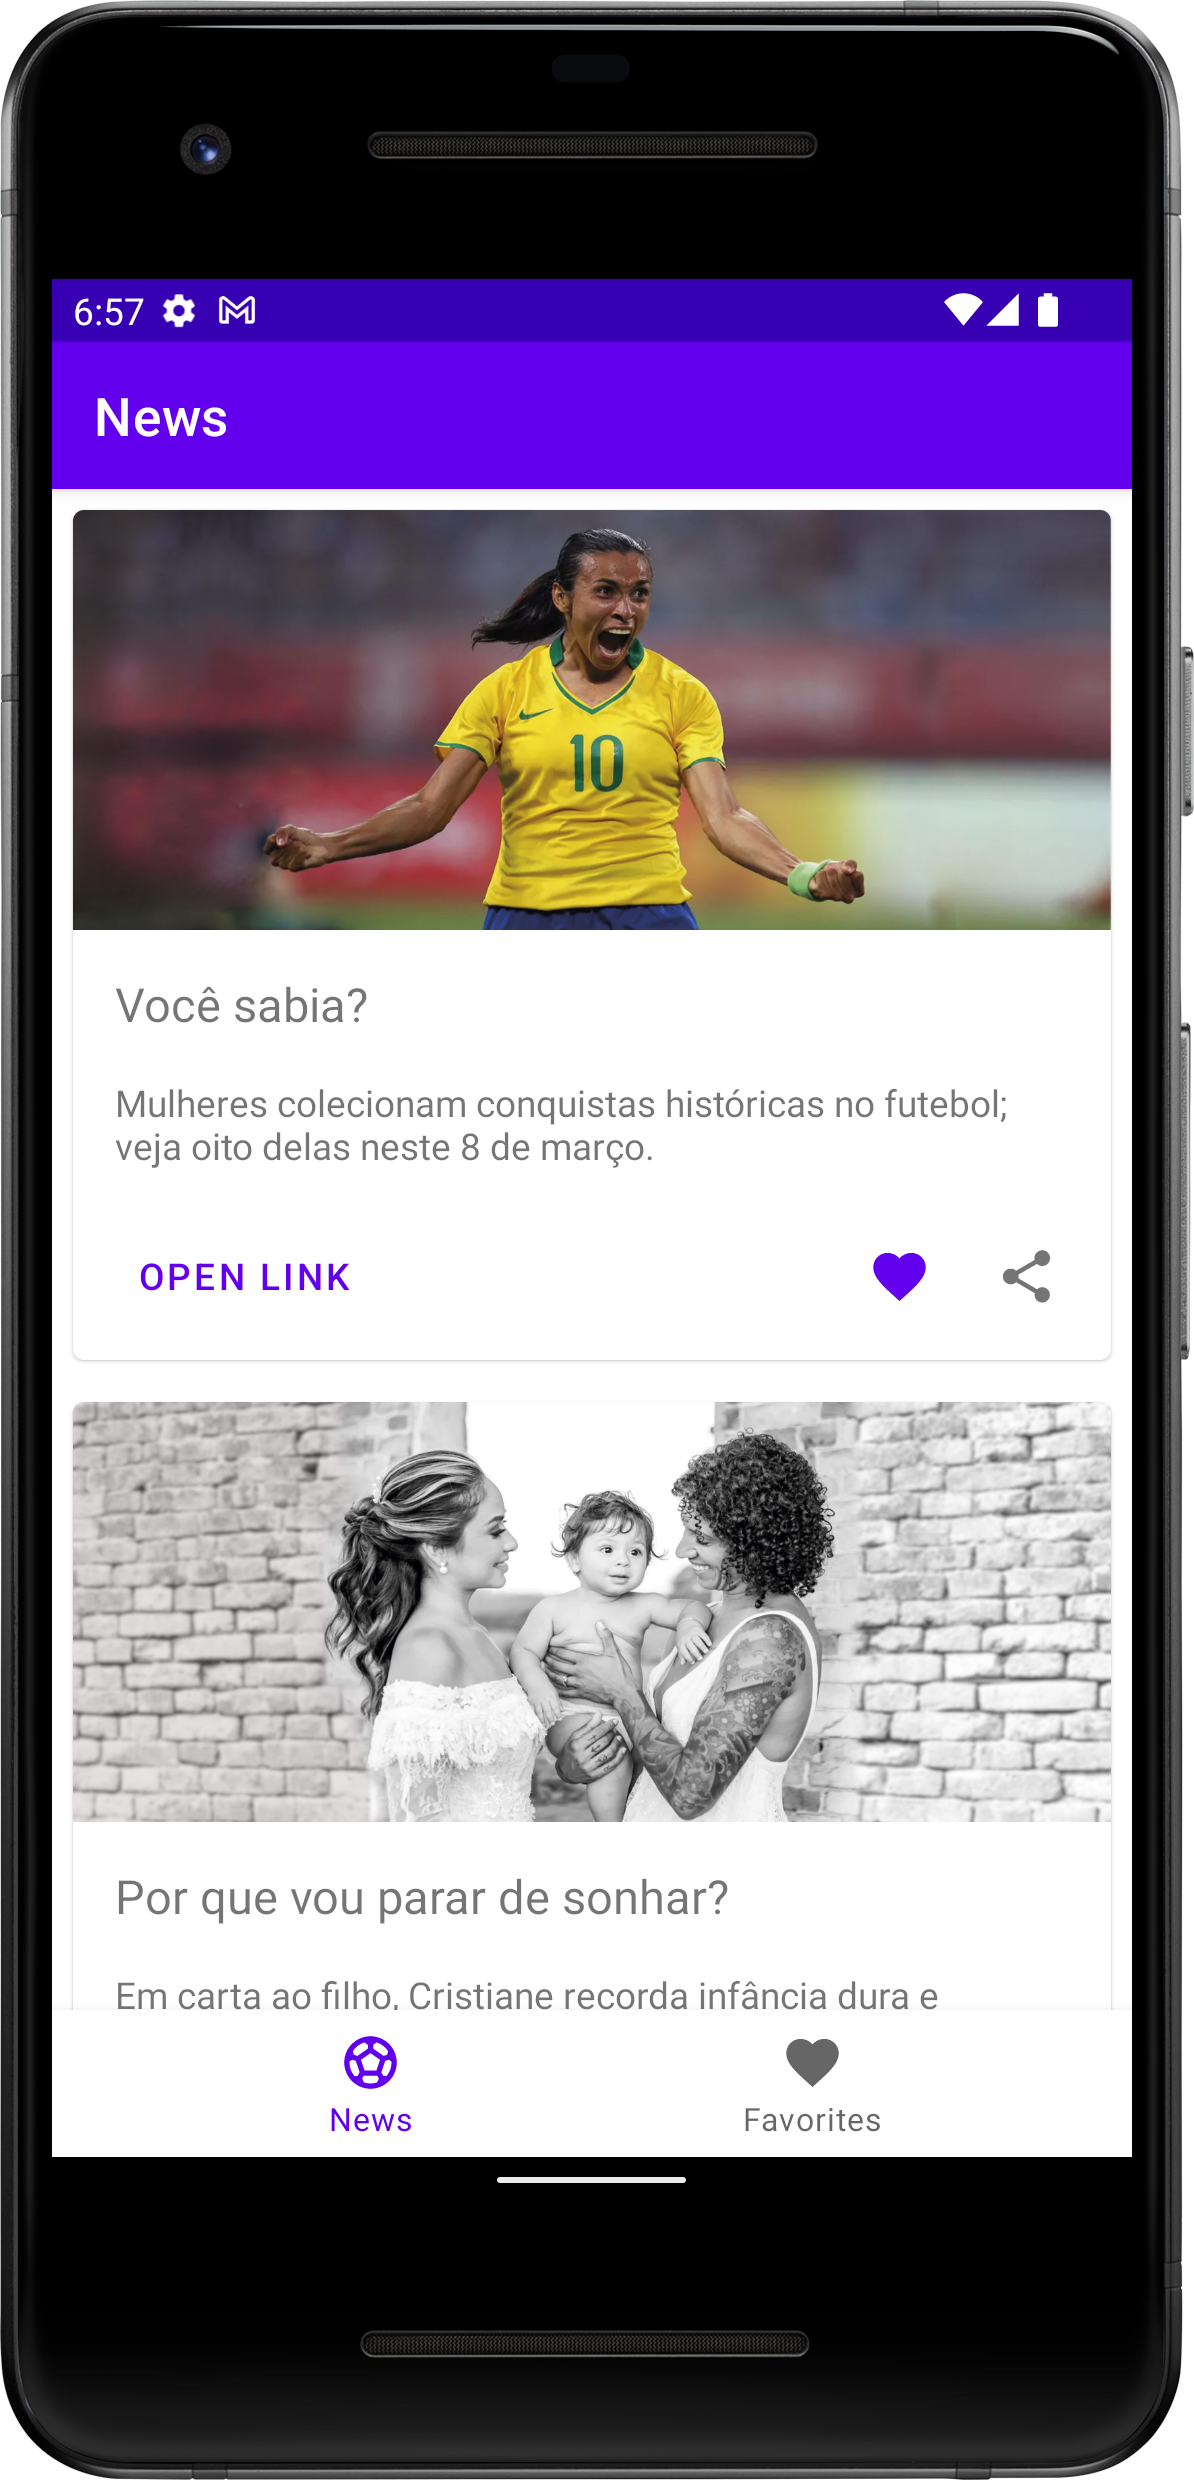 6:57
News
10
Você sabia?
Mulheres colecionam conquistas históricas no futebol;
veja oito delas neste 8 de março.
OPEN LINK
Por que vou parar de sonhar?
Em carta ao filho, Cristiane recorda infância dura e
News
Favorites